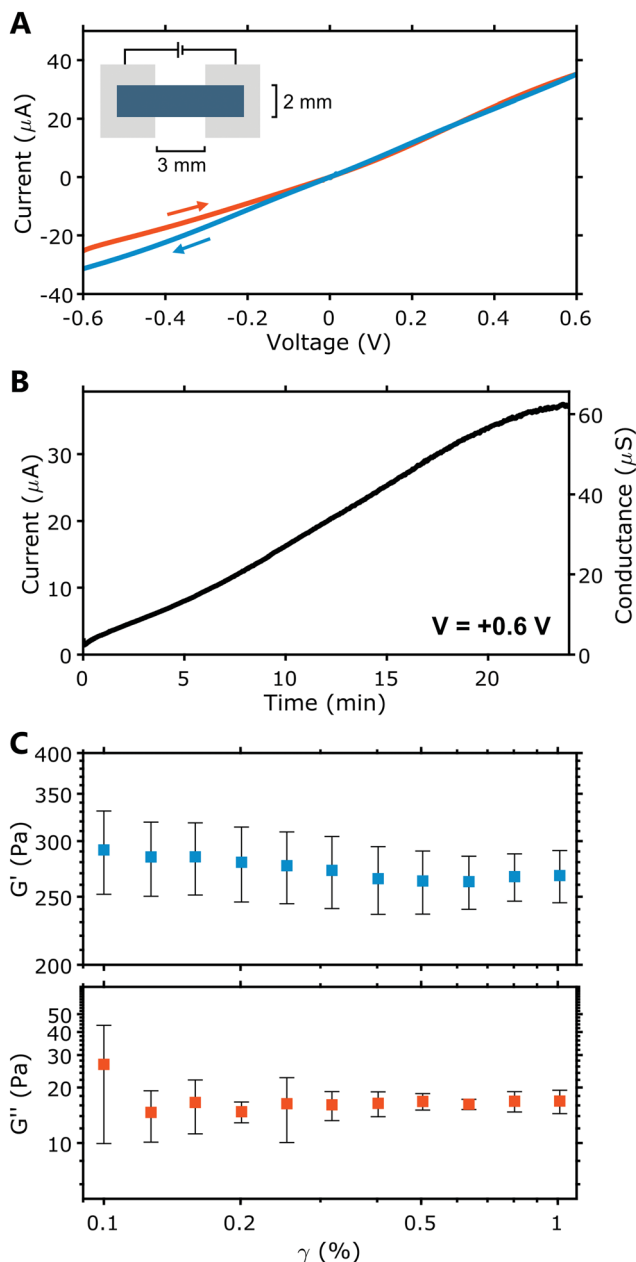 A
Current (μA)
40
20
0
-20
-40
2 mm
3 mm
-0.6
-0.4
-0.2
0
0.2
0.4
0.6
Voltage (V)
B
Current (μA)
30
20
10
0
60
40
20
0
Conductance (μS)
V = +0.6 V
0
5
10
15
20
Time (min)
C
G' (Pa)
400
350
300
250
200
G'' (Pa)
50
40
30
20
10
0.1
0.2
0.5
1
γ (%)